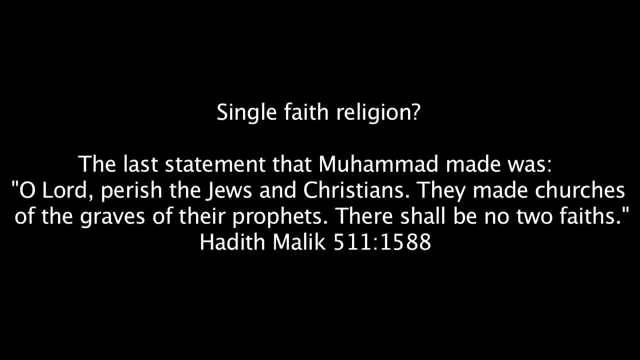 Single faith religion?
The last statement that Muhammad made was:
"O Lord, perish the Jews and Christians. They made churches
of the graves of their prophets. There shall be no two faiths."
Hadith Malik 511:1588